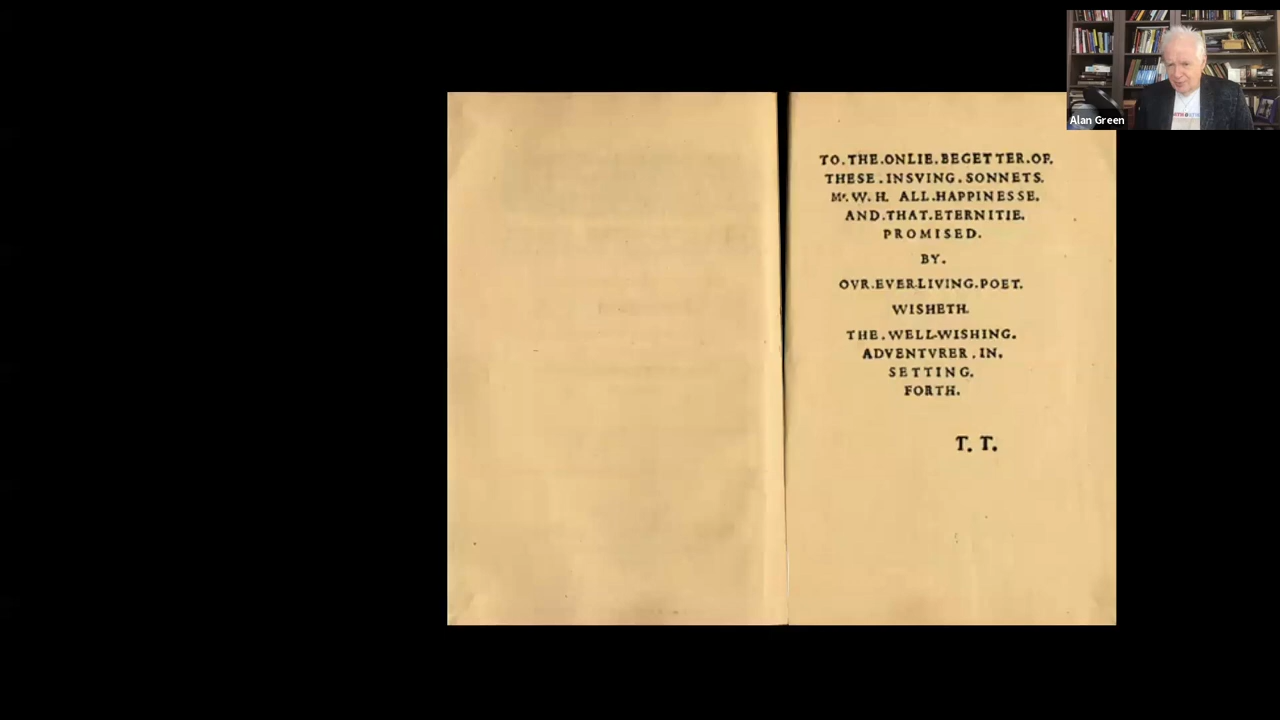 TO.THE.ONLIE.BEGETTER.OF.
THESE.INSVING.SONNETS.
Mr.W.H. ALL.HAPPINESSE.
AND.THAT.ETERNITIE.
PROMISED.
BY.
OVR.EVER-LIVING.POET.
WISHETH.
THE.WELL-WISHING.
ADVENTVRER.IN.
SETTING.
FORTH.
T. T.
Alan Green